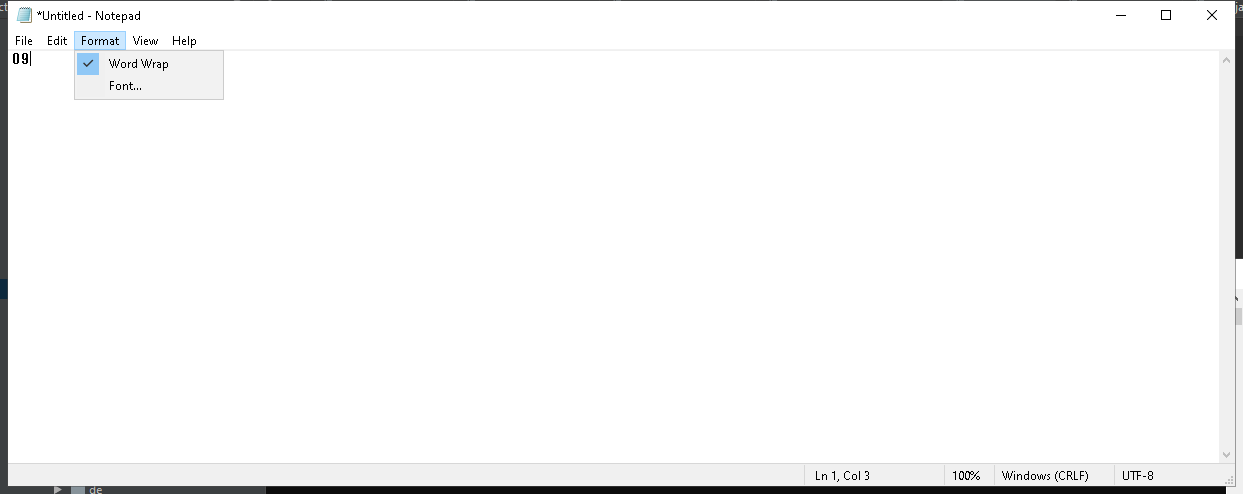 *Untitled - Notepad
File Edit Format View Help
09
Word Wrap
Font...
Ln 1, Col 3 100% Windows (CRLF) UTF-8
de